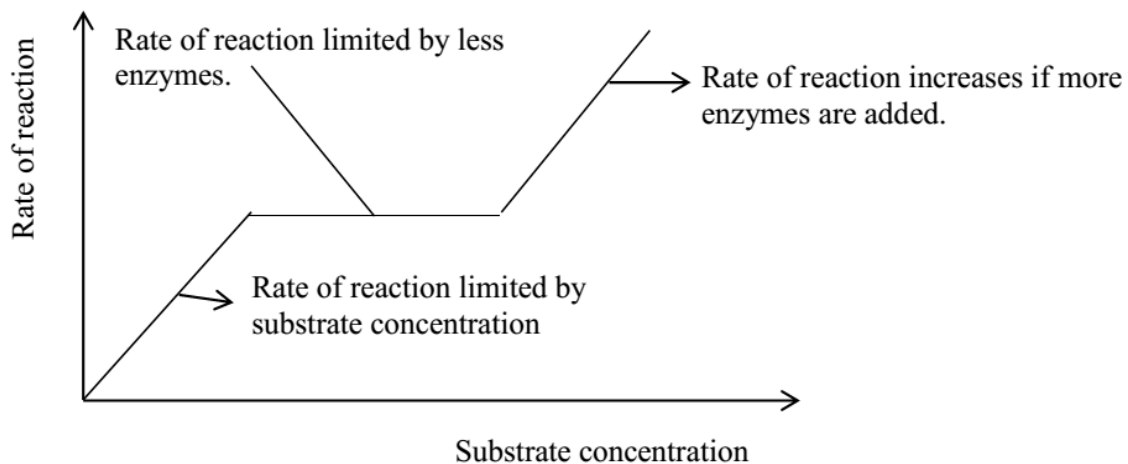 Rate of reaction limited by less
enzymes.
Rate of reaction increases if more
enzymes are added.
Rate of reaction
Rate of reaction limited by
substrate concentration
Substrate concentration